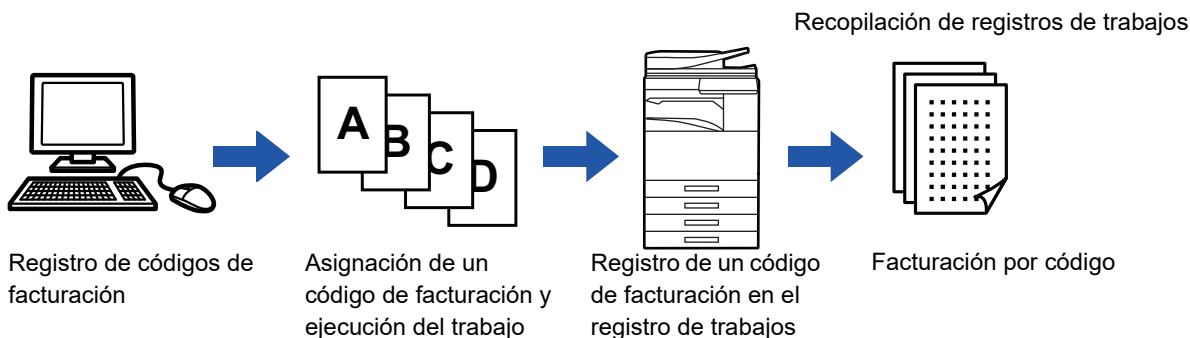 Recopilación de registros de trabajos
A
B
C
D
Registro de códigos de
facturación
Asignación de un
código de facturación y
ejecución del trabajo
Registro de un código
de facturación en el
registro de trabajos
Facturación por código